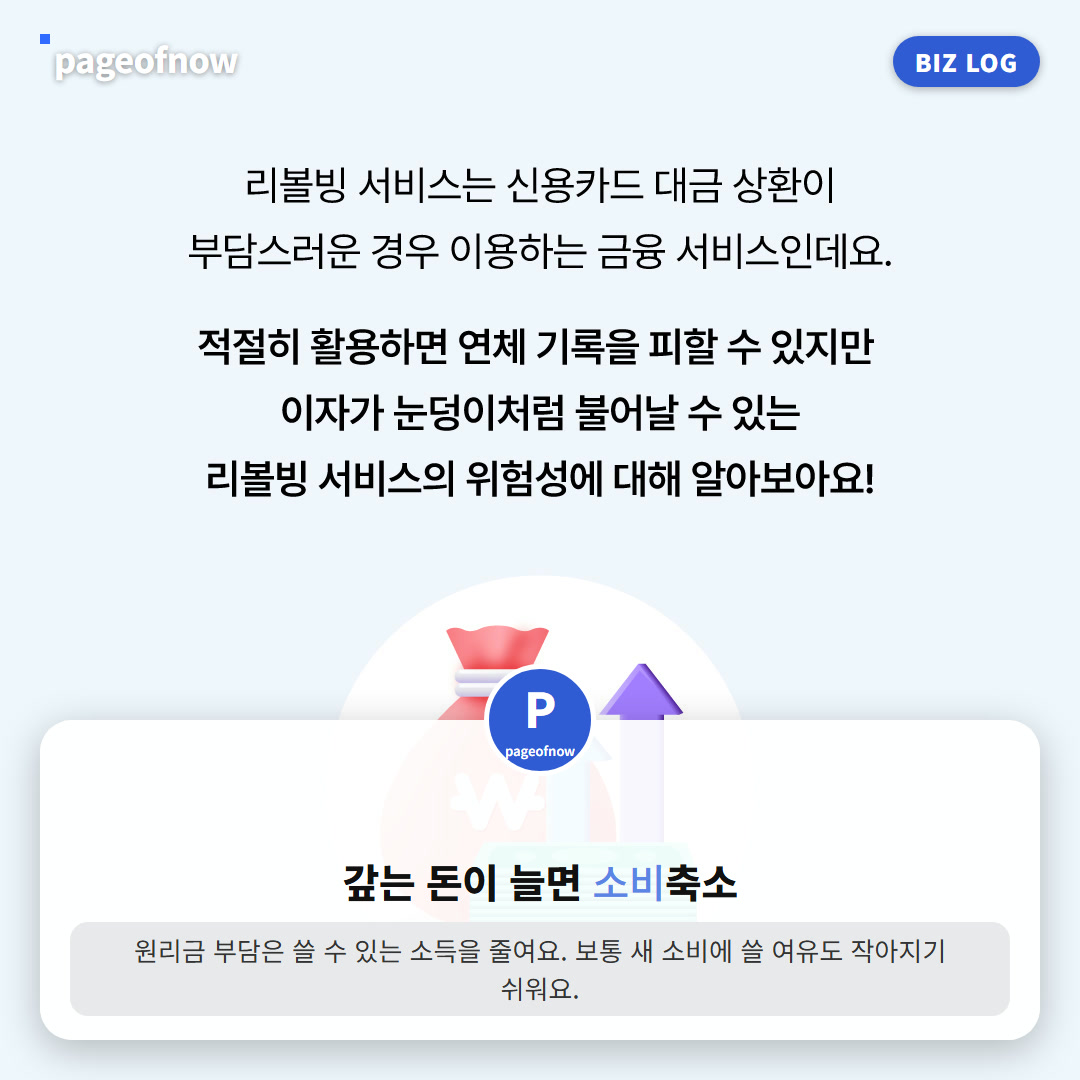 pageofnow
BIZ LOG
리볼빙 서비스는 신용카드 대금 상환이
부담스러운 경우 이용하는 금융 서비스인데요.
적절히 활용하면 연체 기록을 피할 수 있지만
이자가 눈덩이처럼 불어날 수 있는
리볼빙 서비스의 위험성에 대해 알아보아요!
P
pageofnow
₩
갚는 돈이 늘면 소비축소
원리금 부담은 쓸 수 있는 소득을 줄여요. 보통 새 소비에 쓸 여유도 작아지기
쉬워요.